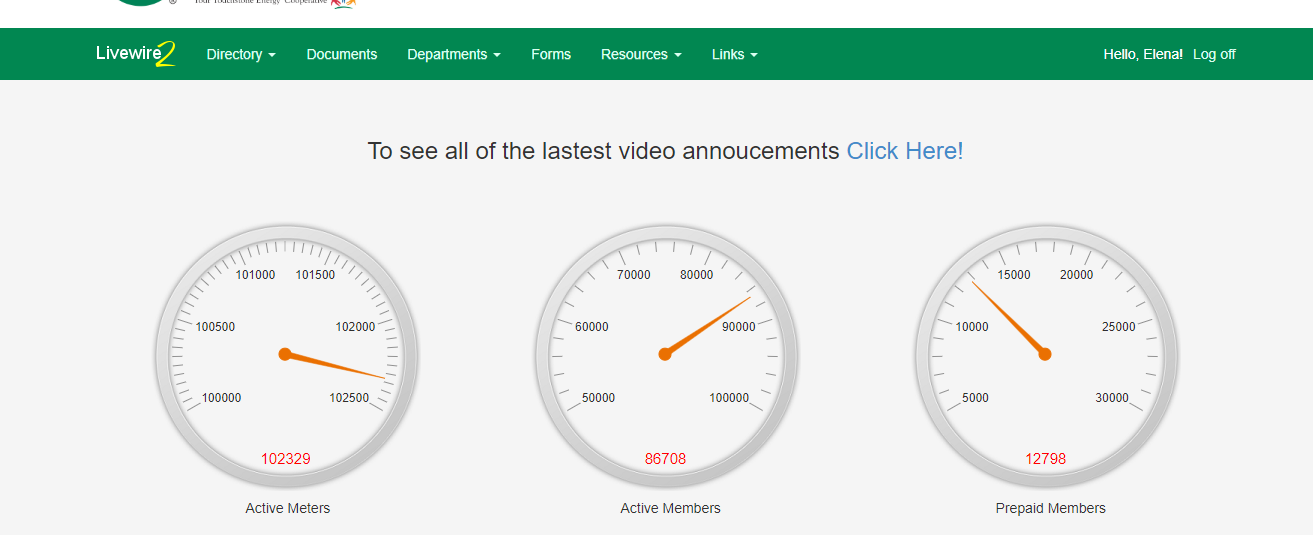 ® Your Touchstone Energy® Cooperative
Livewire2 Directory Documents Departments Forms Resources Links Hello, Elena! Log off
To see all of the lastest video annoucements Click Here!
101000 101500
100500 102000
100000 102500
102329
Active Meters
70000 80000
60000 90000
50000 100000
86708
Active Members
15000 20000
10000 25000
5000 30000
12798
Prepaid Members